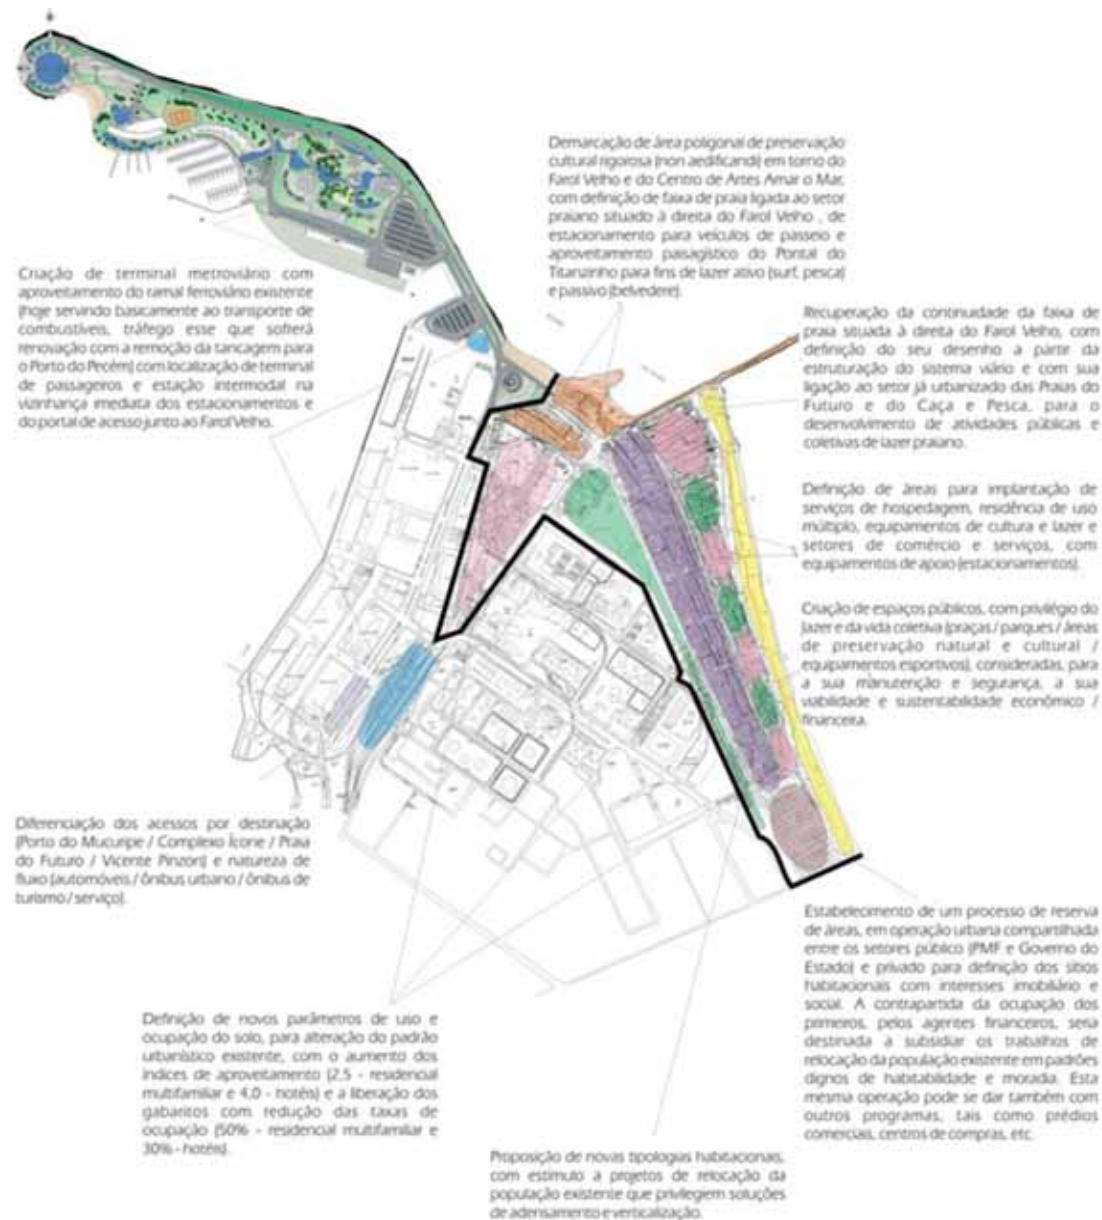 Demarcação de área poligonal de preservação
cultural rigorosa (non aedificandi) em torno do
Farol Velho e do Centro de Artes Amar o Mar,
com definição de faixa de praia ligada ao setor
praiano situado à direita do Farol Velho , de
estacionamento para veículos de passeio e
aproveitamento paisagístico do Pontal do
Titanzinho para fins de lazer ativo (surf, pesca)
e passivo (belvedere).
Criação de terminal metroviário com
aproveitamento do ramal ferroviário existente
(hoje servindo basicamente ao transporte de
combustíveis, tráfego esse que sofrerá
renovação com a remoção da tancagem para
o Porto do Pecém) com localização de terminal
de passageiros e estação intermodal na
vizinhança imediata dos estacionamentos e
do portal de acesso junto ao Farol Velho.
Recuperação da continuidade da faixa de
praia situada à direita do Farol Velho, com
definição do seu desenho a partir da
estruturação do sistema viário e com sua
ligação ao setor já urbanizado das Praias do
Futuro e do Caça e Pesca, para o
desenvolvimento de atividades públicas e
coletivas de lazer praiano.
Definição de áreas para implantação de
serviços de hospedagem, residência de uso
múltiplo, equipamentos de cultura e lazer e
setores de comércio e serviços, com
equipamentos de apoio (estacionamentos).
Criação de espaços públicos, com privilégio do
lazer e da vida coletiva (praças / parques / áreas
de preservação natural e cultural /
equipamentos esportivos), consideradas, para
a sua manutenção e segurança, a sua
viabilidade e sustentabilidade econômico /
financeira.
Diferenciação dos acessos por destinação
(Porto do Mucuripe / Complexo Ícone / Praia
do Futuro / Vicente Pinzon) e natureza de
fluxo (automóveis / ônibus urbano / ônibus de
turismo / serviço).
Estabelecimento de um processo de reserva
de áreas, em operação urbana compartilhada
entre os setores público (PMF e Governo do
Estado) e privado para definição dos sítios
habitacionais com interesses imobiliário e
social. A contrapartida da ocupação dos
primeiros, pelos agentes financeiros, seria
destinada a subsidiar os trabalhos de
relocação da população existente em padrões
dignos de habitabilidade e moradia. Esta
mesma operação pode se dar também com
outros programas, tais como prédios
comerciais, centros de compras, etc.
Definição de novos parâmetros de uso e
ocupação do solo, para alteração do padrão
urbanístico existente, com o aumento dos
índices de aproveitamento (2,5 - residencial
multifamiliar e 4,0 - hotéis) e a liberação dos
gabaritos com redução das taxas de
ocupação (50% - residencial multifamiliar e
30% - hotéis).
Proposição de novas tipologias habitacionais,
com estímulo a projetos de relocação da
população existente que privilegiem soluções
de adensamento e verticalização.